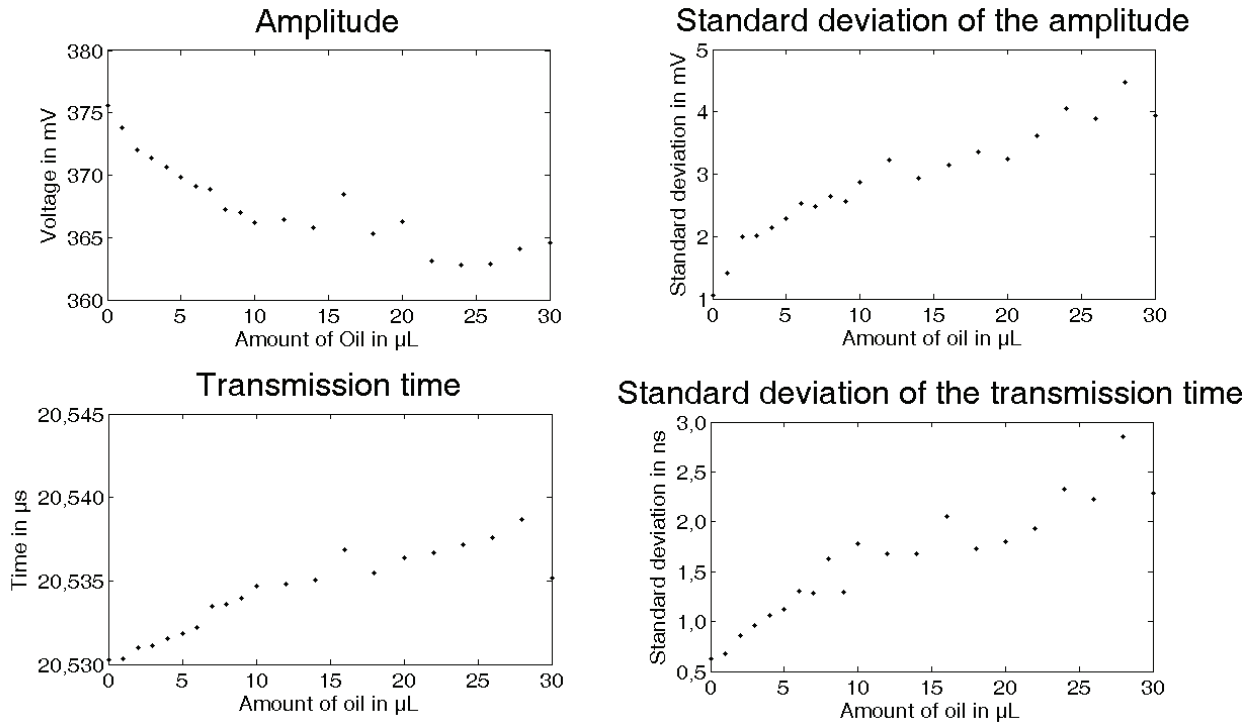 Amplitude
380
375
370
365
360
Voltage in mV
0 5 10 15 20 25 30
Amount of Oil in µL
Standard deviation of the amplitude
5
4
3
2
1
Standard deviation in mV
0 5 10 15 20 25 30
Amount of oil in µL
Transmission time
20,545
20,540
20,535
20,530
Time in µs
0 5 10 15 20 25 30
Amount of oil in µL
Standard deviation of the transmission time
3,0
2,5
2,0
1,5
1,0
0,5
Standard deviation in ns
0 5 10 15 20 25 30
Amount of oil in µL